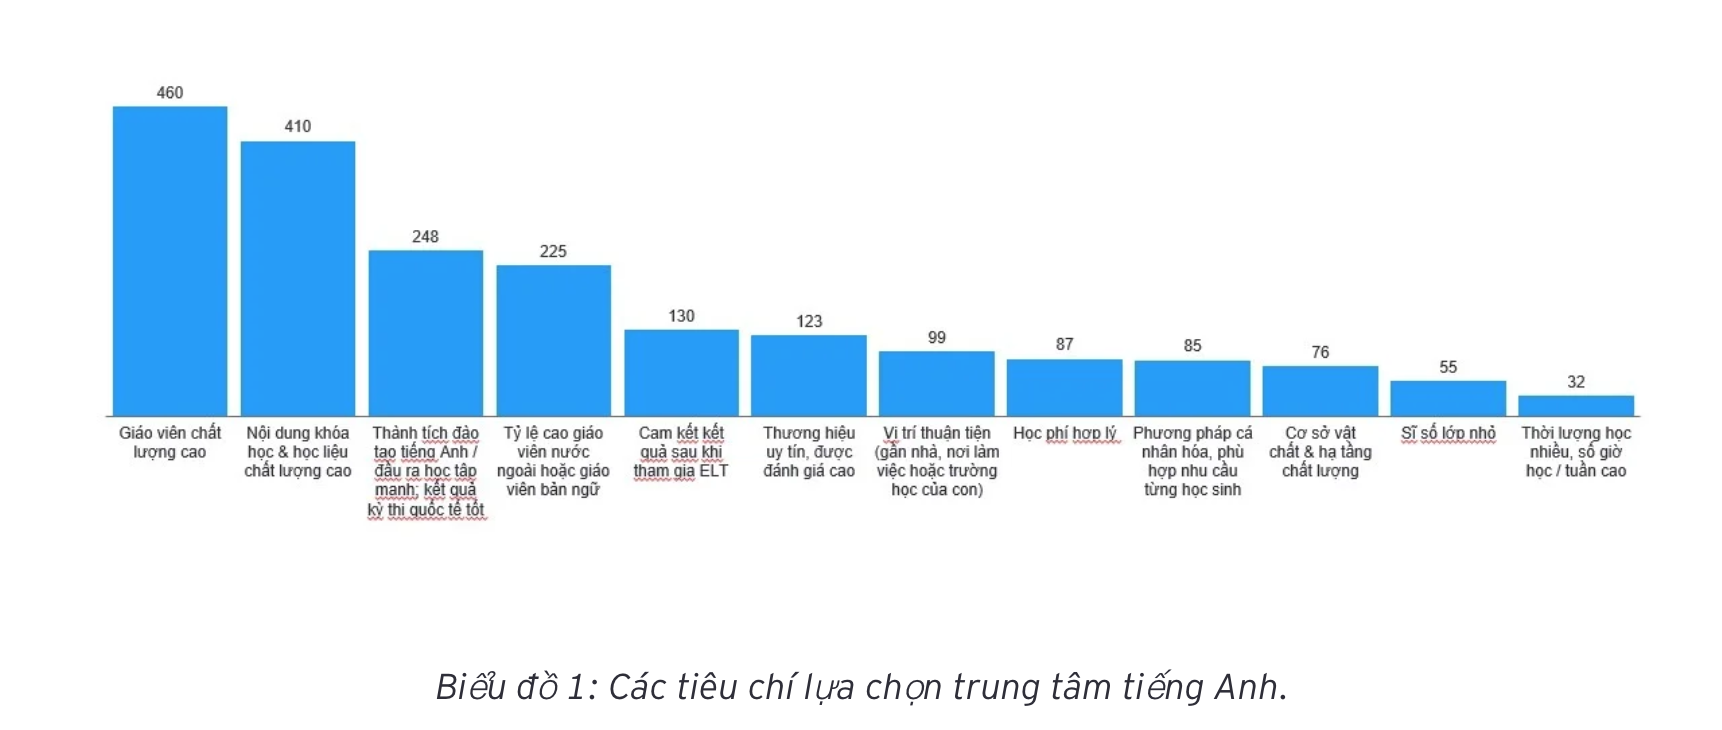 460
410
248
225
130
123
99
87
85
76
55
32
Giáo viên chất
lượng cao
Nội dung khóa
học & học liệu
chất lượng cao
Thành tích đào
tạo tiếng Anh /
đầu ra học tập
mạnh; kết quả
kỳ thi quốc tế tốt
Tỷ lệ cao giáo
viên nước
ngoài hoặc giáo
viên bản ngữ
Cam kết kết
quả sau khi
tham gia ELT
Thương hiệu
uy tín, được
đánh giá cao
Vị trí thuận tiện
(gần nhà, nơi làm
việc hoặc trường
học của con)
Học phí hợp lý
Phương pháp cá
nhân hóa, phù
hợp nhu cầu
từng học sinh
Cơ sở vật
chất & hạ tầng
chất lượng
Sĩ số lớp nhỏ
Thời lượng học
nhiều, số giờ
học / tuần cao
Biểu đồ 1: Các tiêu chí lựa chọn trung tâm tiếng Anh.